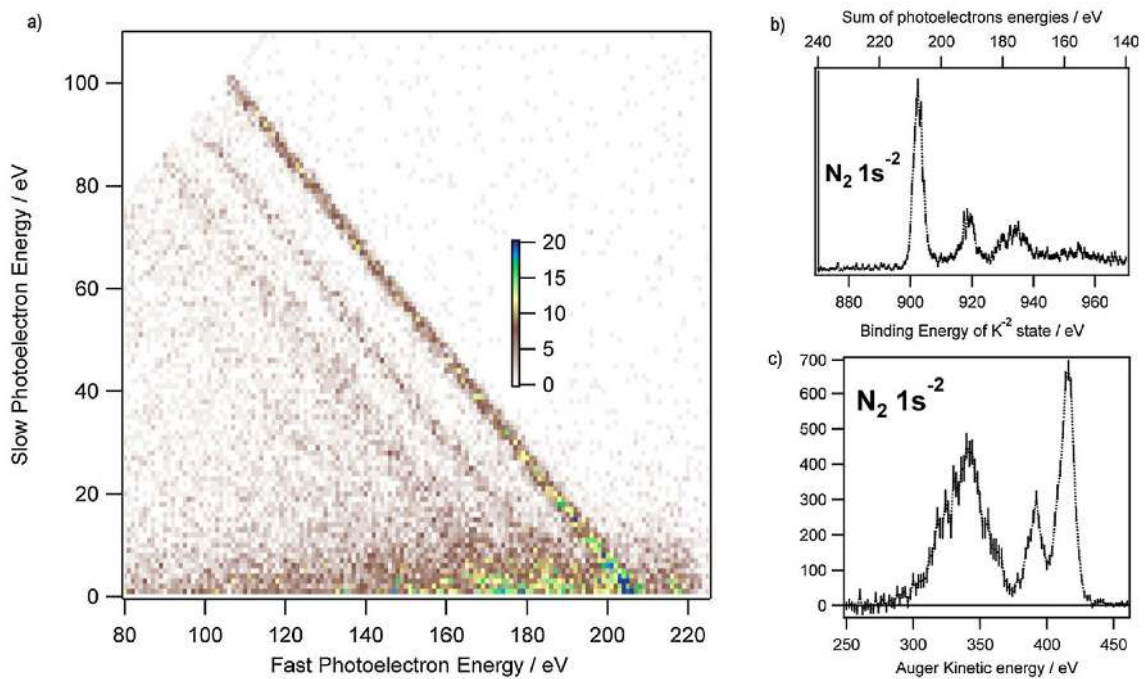 a)
Slow Photoelectron Energy / eV
100
80
60
40
20
0
20
15
10
5
0
80 100 120 140 160 180 200 220
Fast Photoelectron Energy / eV
b)
Sum of photoelectrons energies / eV
240 220 200 180 160 140
N₂ 1s⁻²
880 900 920 940 960
Binding Energy of K⁻² state / eV
c)
700
600
500
400
300
200
100
0
N₂ 1s⁻²
250 300 350 400 450
Auger Kinetic energy / eV